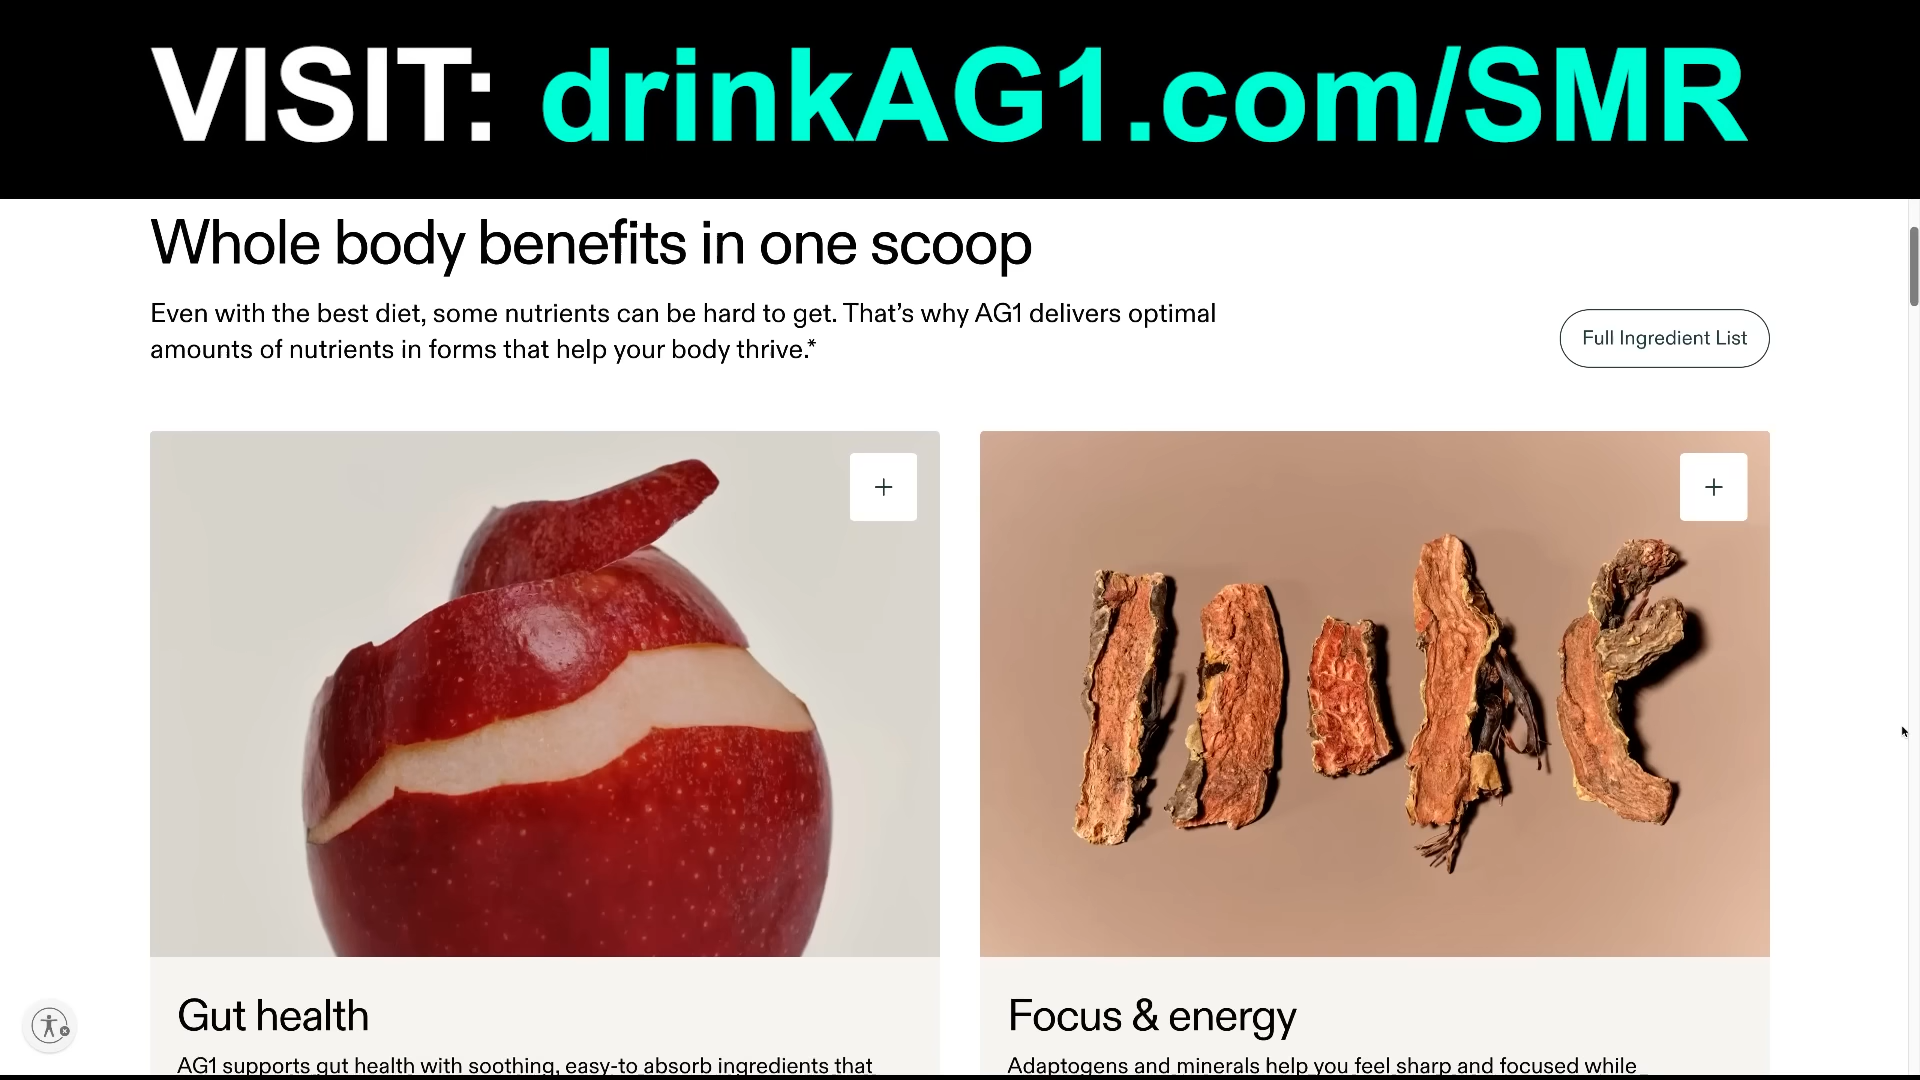 VISIT: drinkAG1.com/SMR
Whole body benefits in one scoop
Even with the best diet, some nutrients can be hard to get. That’s why AG1 delivers optimal
amounts of nutrients in forms that help your body thrive.*
Full Ingredient List
Gut health
Focus & energy
AG1 supports gut health with soothing, easy-to absorb ingredients that
Adaptogens and minerals help you feel sharp and focused while